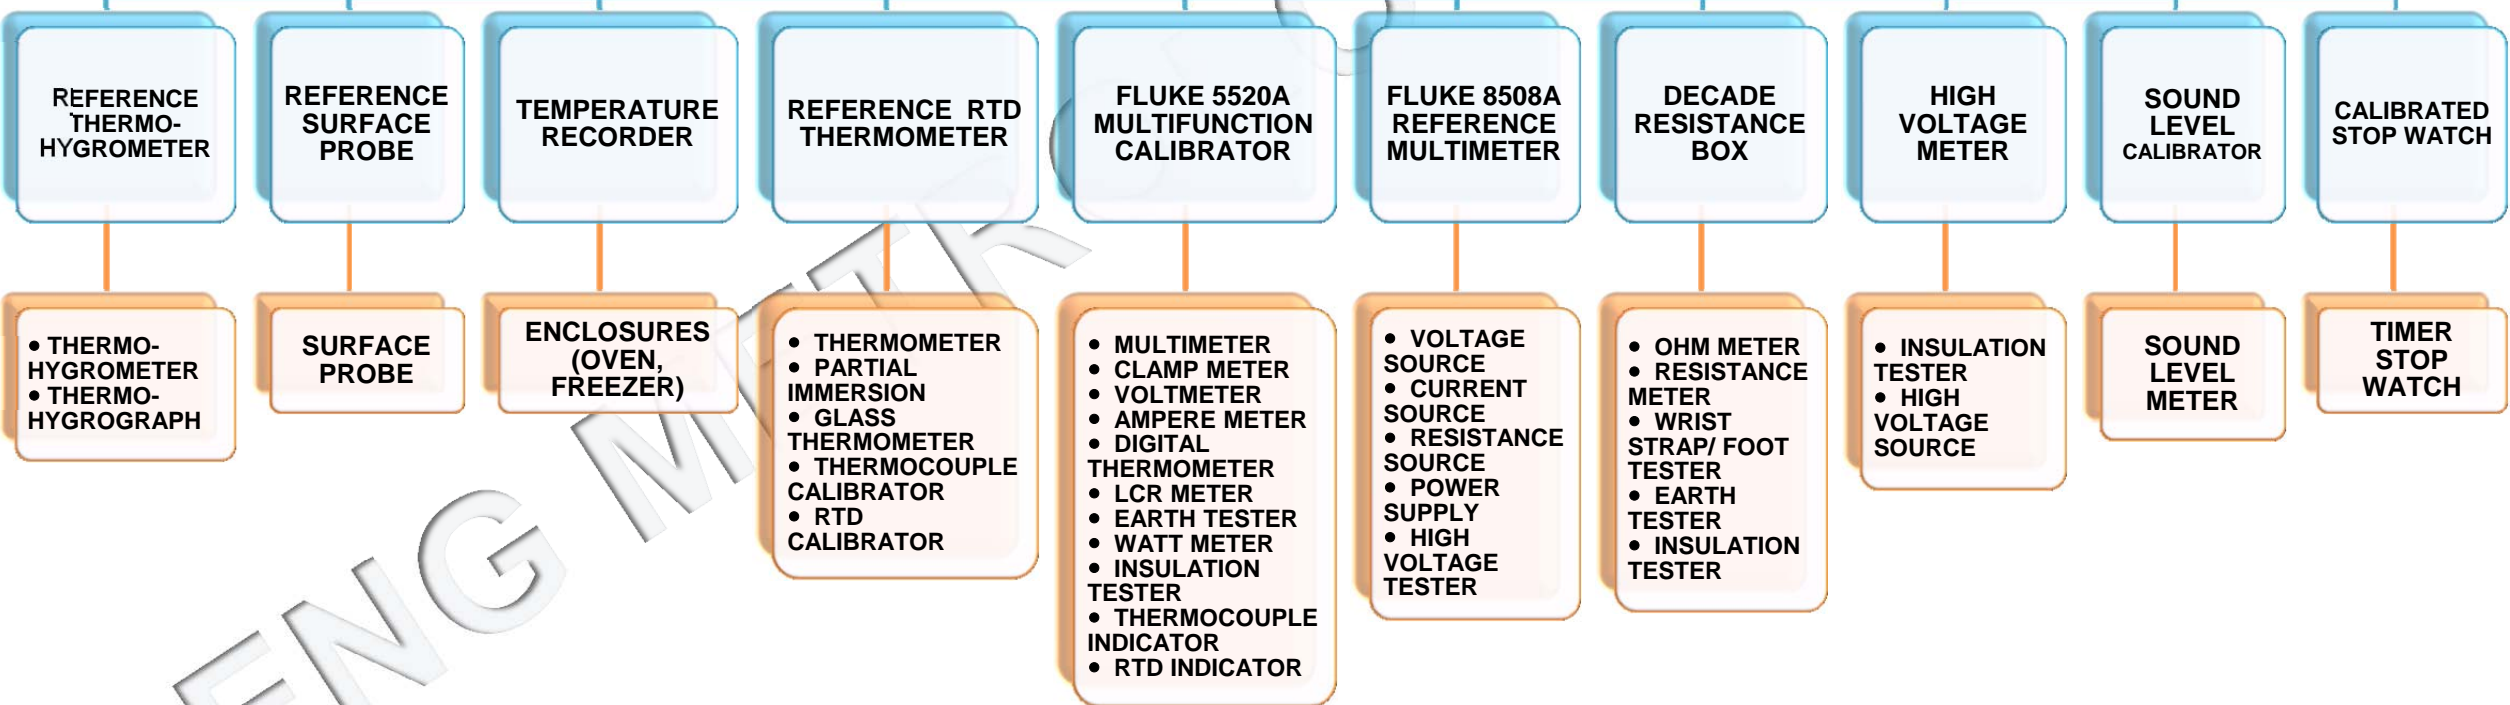 REFERENCE
THERMO-
HYGROMETER
REFERENCE
SURFACE
PROBE
TEMPERATURE
RECORDER
REFERENCE RTD
THERMOMETER
FLUKE 5520A
MULTIFUNCTION
CALIBRATOR
FLUKE 8508A
REFERENCE
MULTIMETER
DECADE
RESISTANCE
BOX
HIGH
VOLTAGE
METER
SOUND
LEVEL
CALIBRATOR
CALIBRATED
STOP WATCH
• THERMO-
HYGROMETER
• THERMO-
HYGROGRAPH
SURFACE
PROBE
ENCLOSURES
(OVEN,
FREEZER)
• THERMOMETER
• PARTIAL
IMMERSION
• GLASS
THERMOMETER
• THERMOCOUPLE
CALIBRATOR
• RTD
CALIBRATOR
• MULTIMETER
• CLAMP METER
• VOLTMETER
• AMPERE METER
• DIGITAL
THERMOMETER
• LCR METER
• EARTH TESTER
• WATT METER
• INSULATION
TESTER
• THERMOCOUPLE
INDICATOR
• RTD INDICATOR
• VOLTAGE
SOURCE
• CURRENT
SOURCE
• RESISTANCE
SOURCE
• POWER
SUPPLY
• HIGH
VOLTAGE
TESTER
• OHM METER
• RESISTANCE
METER
• WRIST
STRAP/ FOOT
TESTER
• EARTH
TESTER
• INSULATION
TESTER
• INSULATION
TESTER
• HIGH
VOLTAGE
SOURCE
SOUND
LEVEL
METER
TIMER
STOP
WATCH